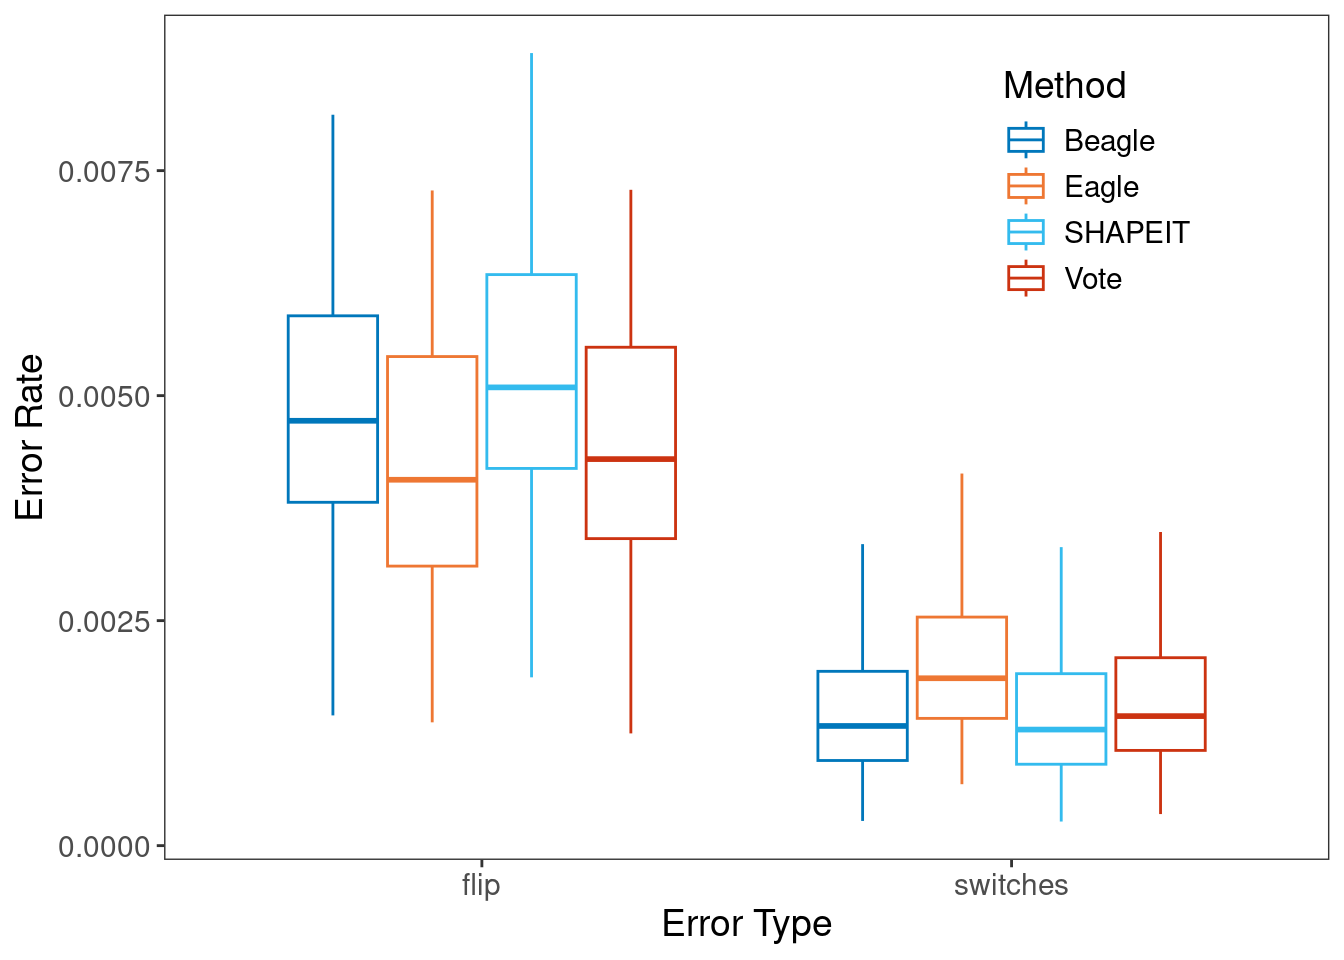 Method
Beagle
Eagle
SHAPEIT
Vote
Error Rate
0.0075
0.0050
0.0025
0.0000
flip
switches
Error Type